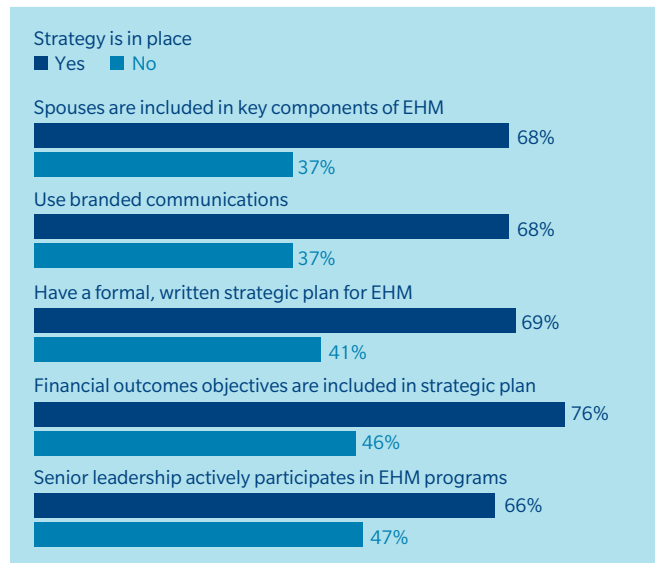 Strategy is in place
Yes No
Spouses are included in key components of EHM
68%
37%
Use branded communications
68%
37%
Have a formal, written strategic plan for EHM
69%
41%
Financial outcomes objectives are included in strategic plan
76%
46%
Senior leadership actively participates in EHM programs
66%
47%